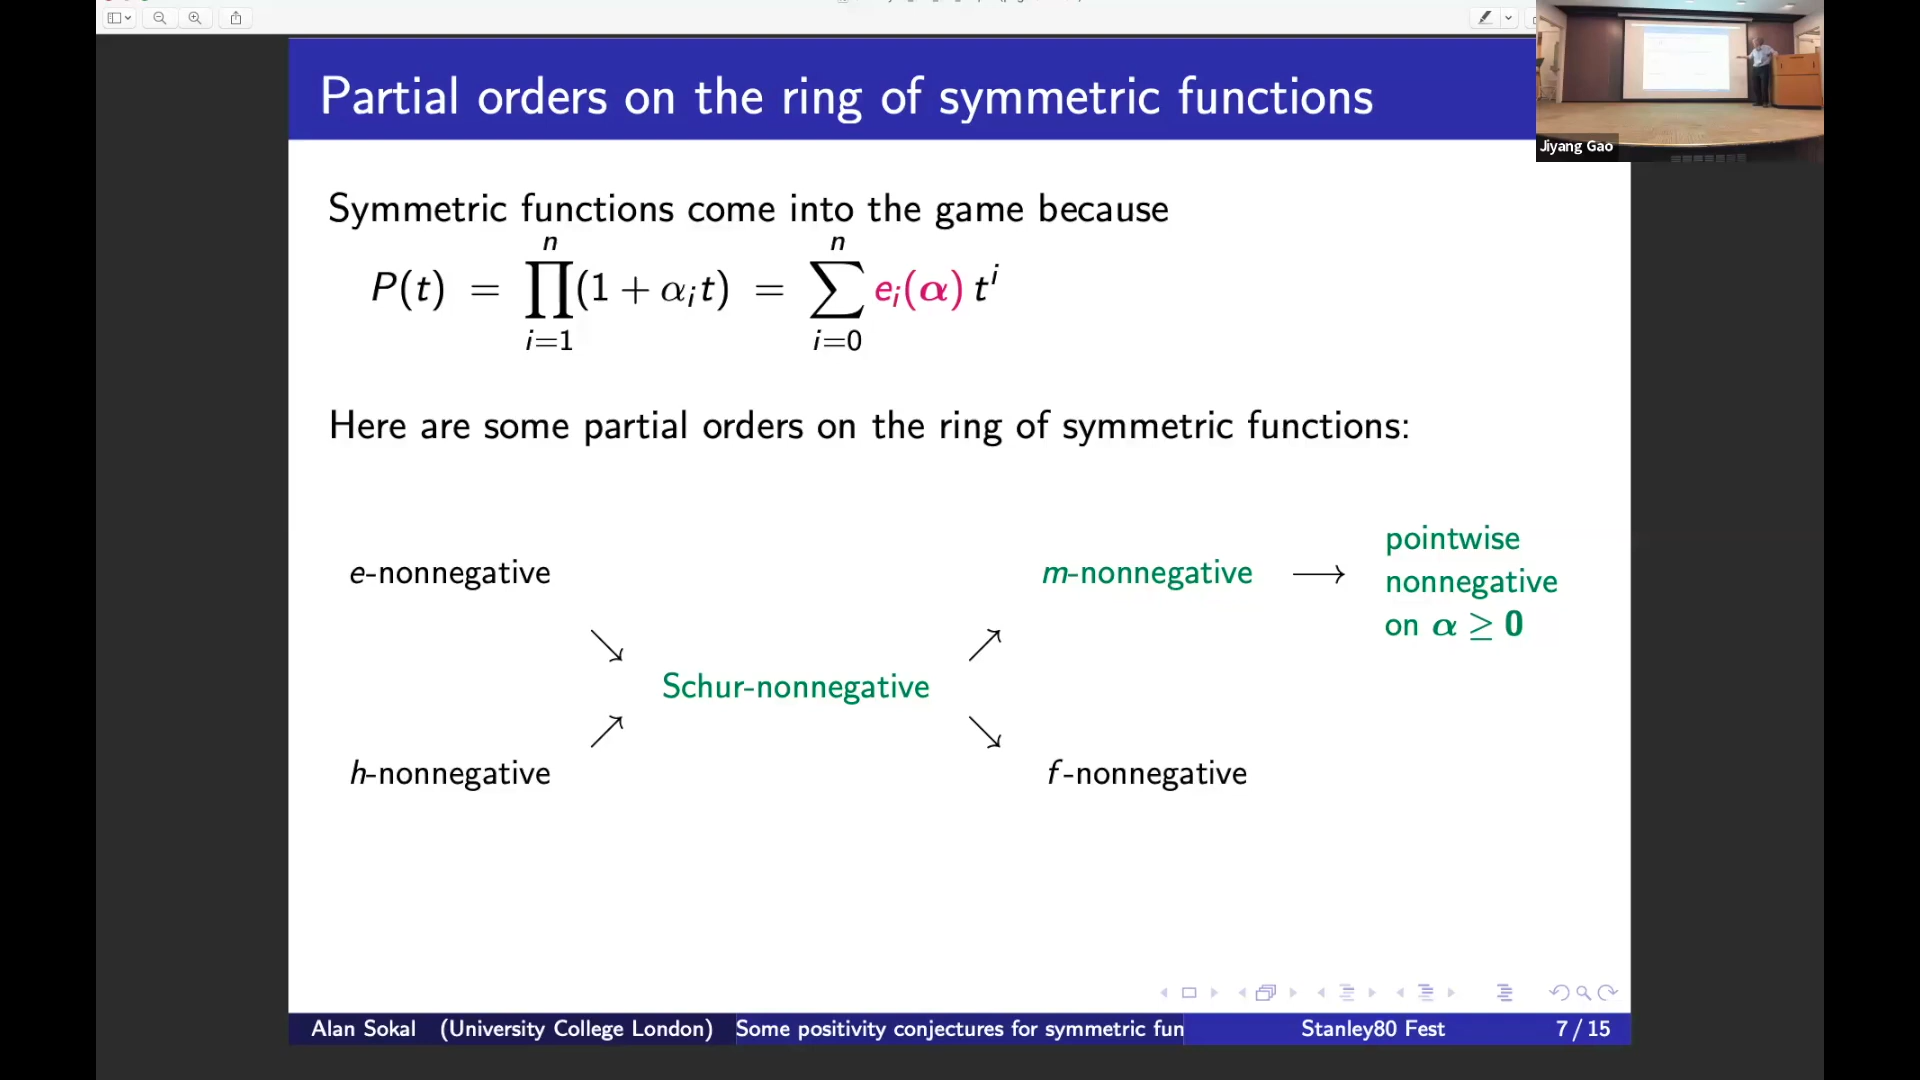 Partial orders on the ring of symmetric functions
Jiyang Gao
Symmetric functions come into the game because
P(t) = ∏_{i=1}^{n} (1 + α_i t) = ∑_{i=0}^{n} e_i(α) t^i
Here are some partial orders on the ring of symmetric functions:
e-nonnegative
↘
h-nonnegative
↗
Schur-nonnegative
↗
m-nonnegative
⟶
pointwise
nonnegative
on α ≥ 0
↘
f-nonnegative
Alan Sokal (University College London)
Some positivity conjectures for symmetric fun
Stanley80 Fest
7 / 15